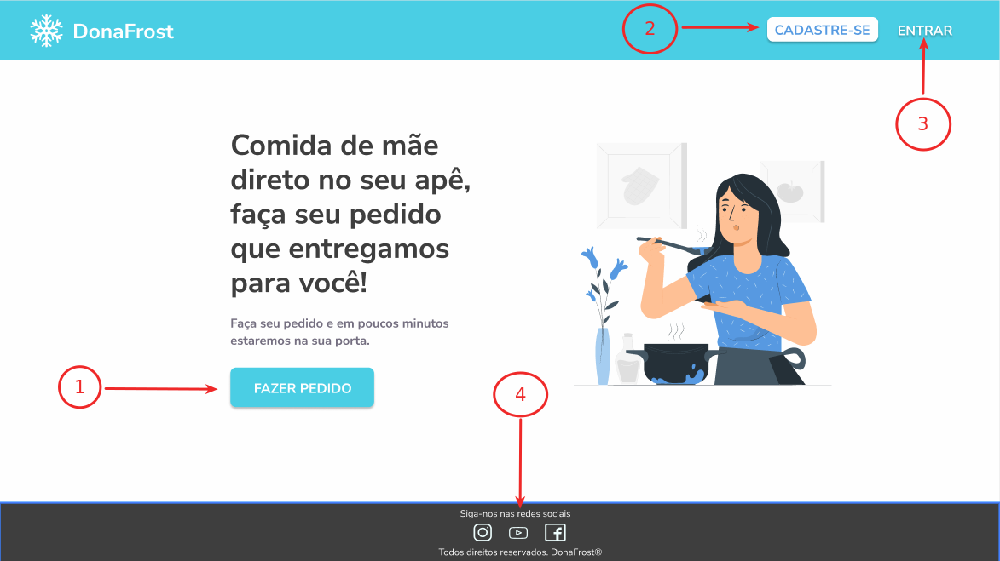 DonaFrost
2
CADASTRE-SE
ENTRAR
3
Comida de mãe
direto no seu apê,
faça seu pedido
que entregamos
para você!
Faça seu pedido e em poucos minutos
estaremos na sua porta.
1
FAZER PEDIDO
4
Siga-nos nas redes sociais
Todos direitos reservados. DonaFrost®